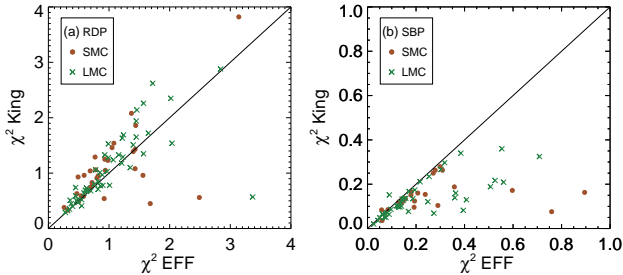 (a) RDP
SMC
LMC
χ² King
4
3
2
1
0
0 1 2 3 4
χ² EFF
(b) SBP
SMC
LMC
χ² King
1.0
0.8
0.6
0.4
0.2
0.0
0.0 0.2 0.4 0.6 0.8 1.0
χ² EFF